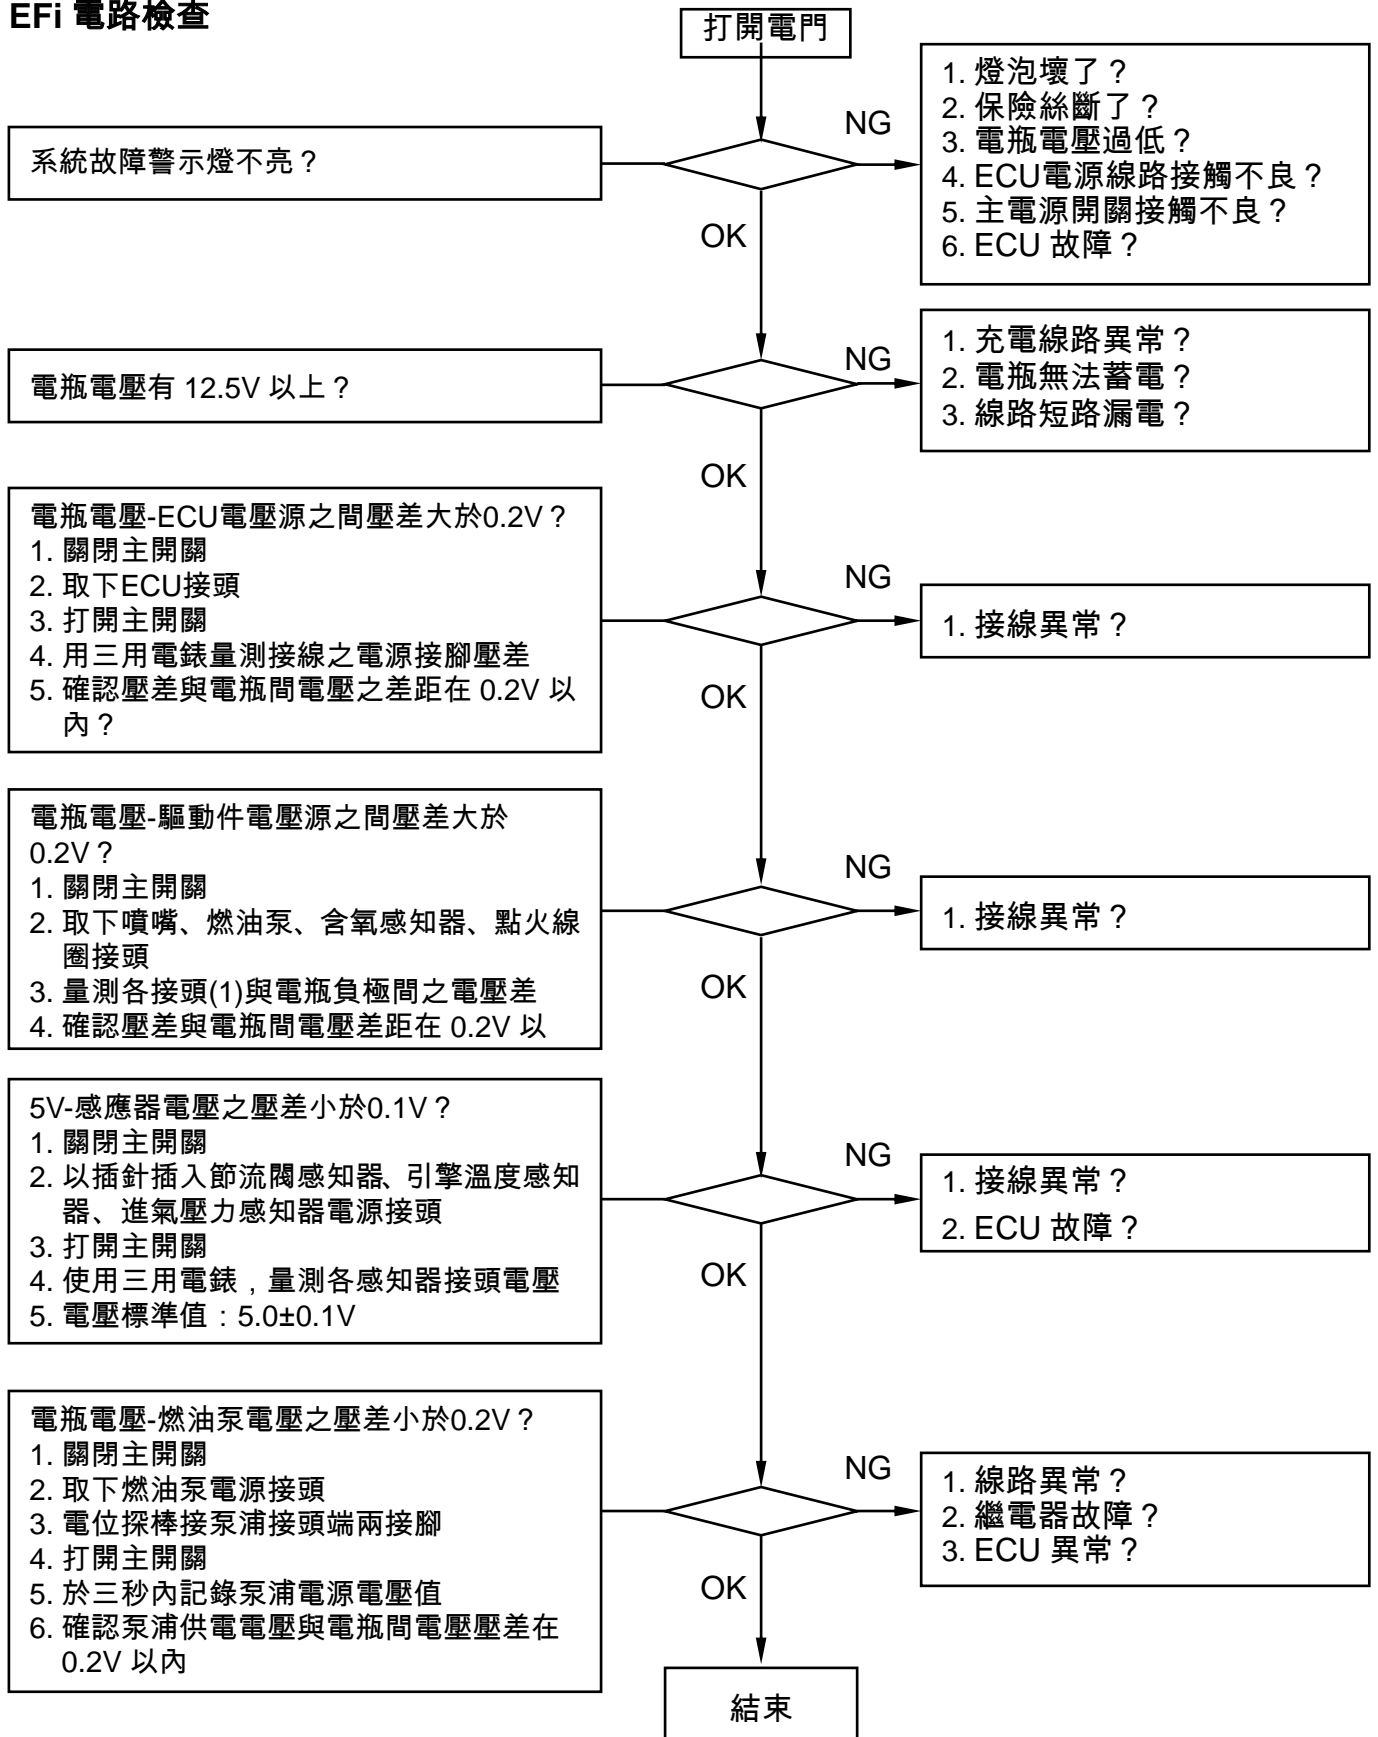 EFi 電路檢查
打開電門
系統故障警示燈不亮？
NG
1. 燈泡壞了？
2. 保險絲斷了？
3. 電瓶電壓過低？
4. ECU電源線路接觸不良？
5. 主電源開關接觸不良？
6. ECU 故障？
OK
電瓶電壓有 12.5V 以上？
NG
1. 充電線路異常？
2. 電瓶無法蓄電？
3. 線路短路漏電？
OK
電瓶電壓-ECU電壓源之間壓差大於0.2V？
1. 關閉主開關
2. 取下ECU接頭
3. 打開主開關
4. 用三用電錶量測接線之電源接腳壓差
5. 確認壓差與電瓶間電壓之差距在 0.2V 以
內？
NG
1. 接線異常？
OK
電瓶電壓-驅動件電壓源之間壓差大於
0.2V？
1. 關閉主開關
2. 取下噴嘴、燃油泵、含氧感知器、點火線
圈接頭
3. 量測各接頭(1)與電瓶負極間之電壓差
4. 確認壓差與電瓶間電壓差距在 0.2V 以
NG
1. 接線異常？
OK
5V-感應器電壓之壓差小於0.1V？
1. 關閉主開關
2. 以插針插入節流閥感知器、引擎溫度感知
器、進氣壓力感知器電源接頭
3. 打開主開關
4. 使用三用電錶，量測各感知器接頭電壓
5. 電壓標準值：5.0±0.1V
NG
1. 接線異常？
2. ECU 故障？
OK
電瓶電壓-燃油泵電壓之壓差小於0.2V？
1. 關閉主開關
2. 取下燃油泵電源接頭
3. 電位探棒接泵浦接頭端兩接腳
4. 打開主開關
5. 於三秒內記錄泵浦電源電壓值
6. 確認泵浦供電電壓與電瓶間電壓壓差在
0.2V 以內
NG
1. 線路異常？
2. 繼電器故障？
3. ECU 異常？
OK
結束